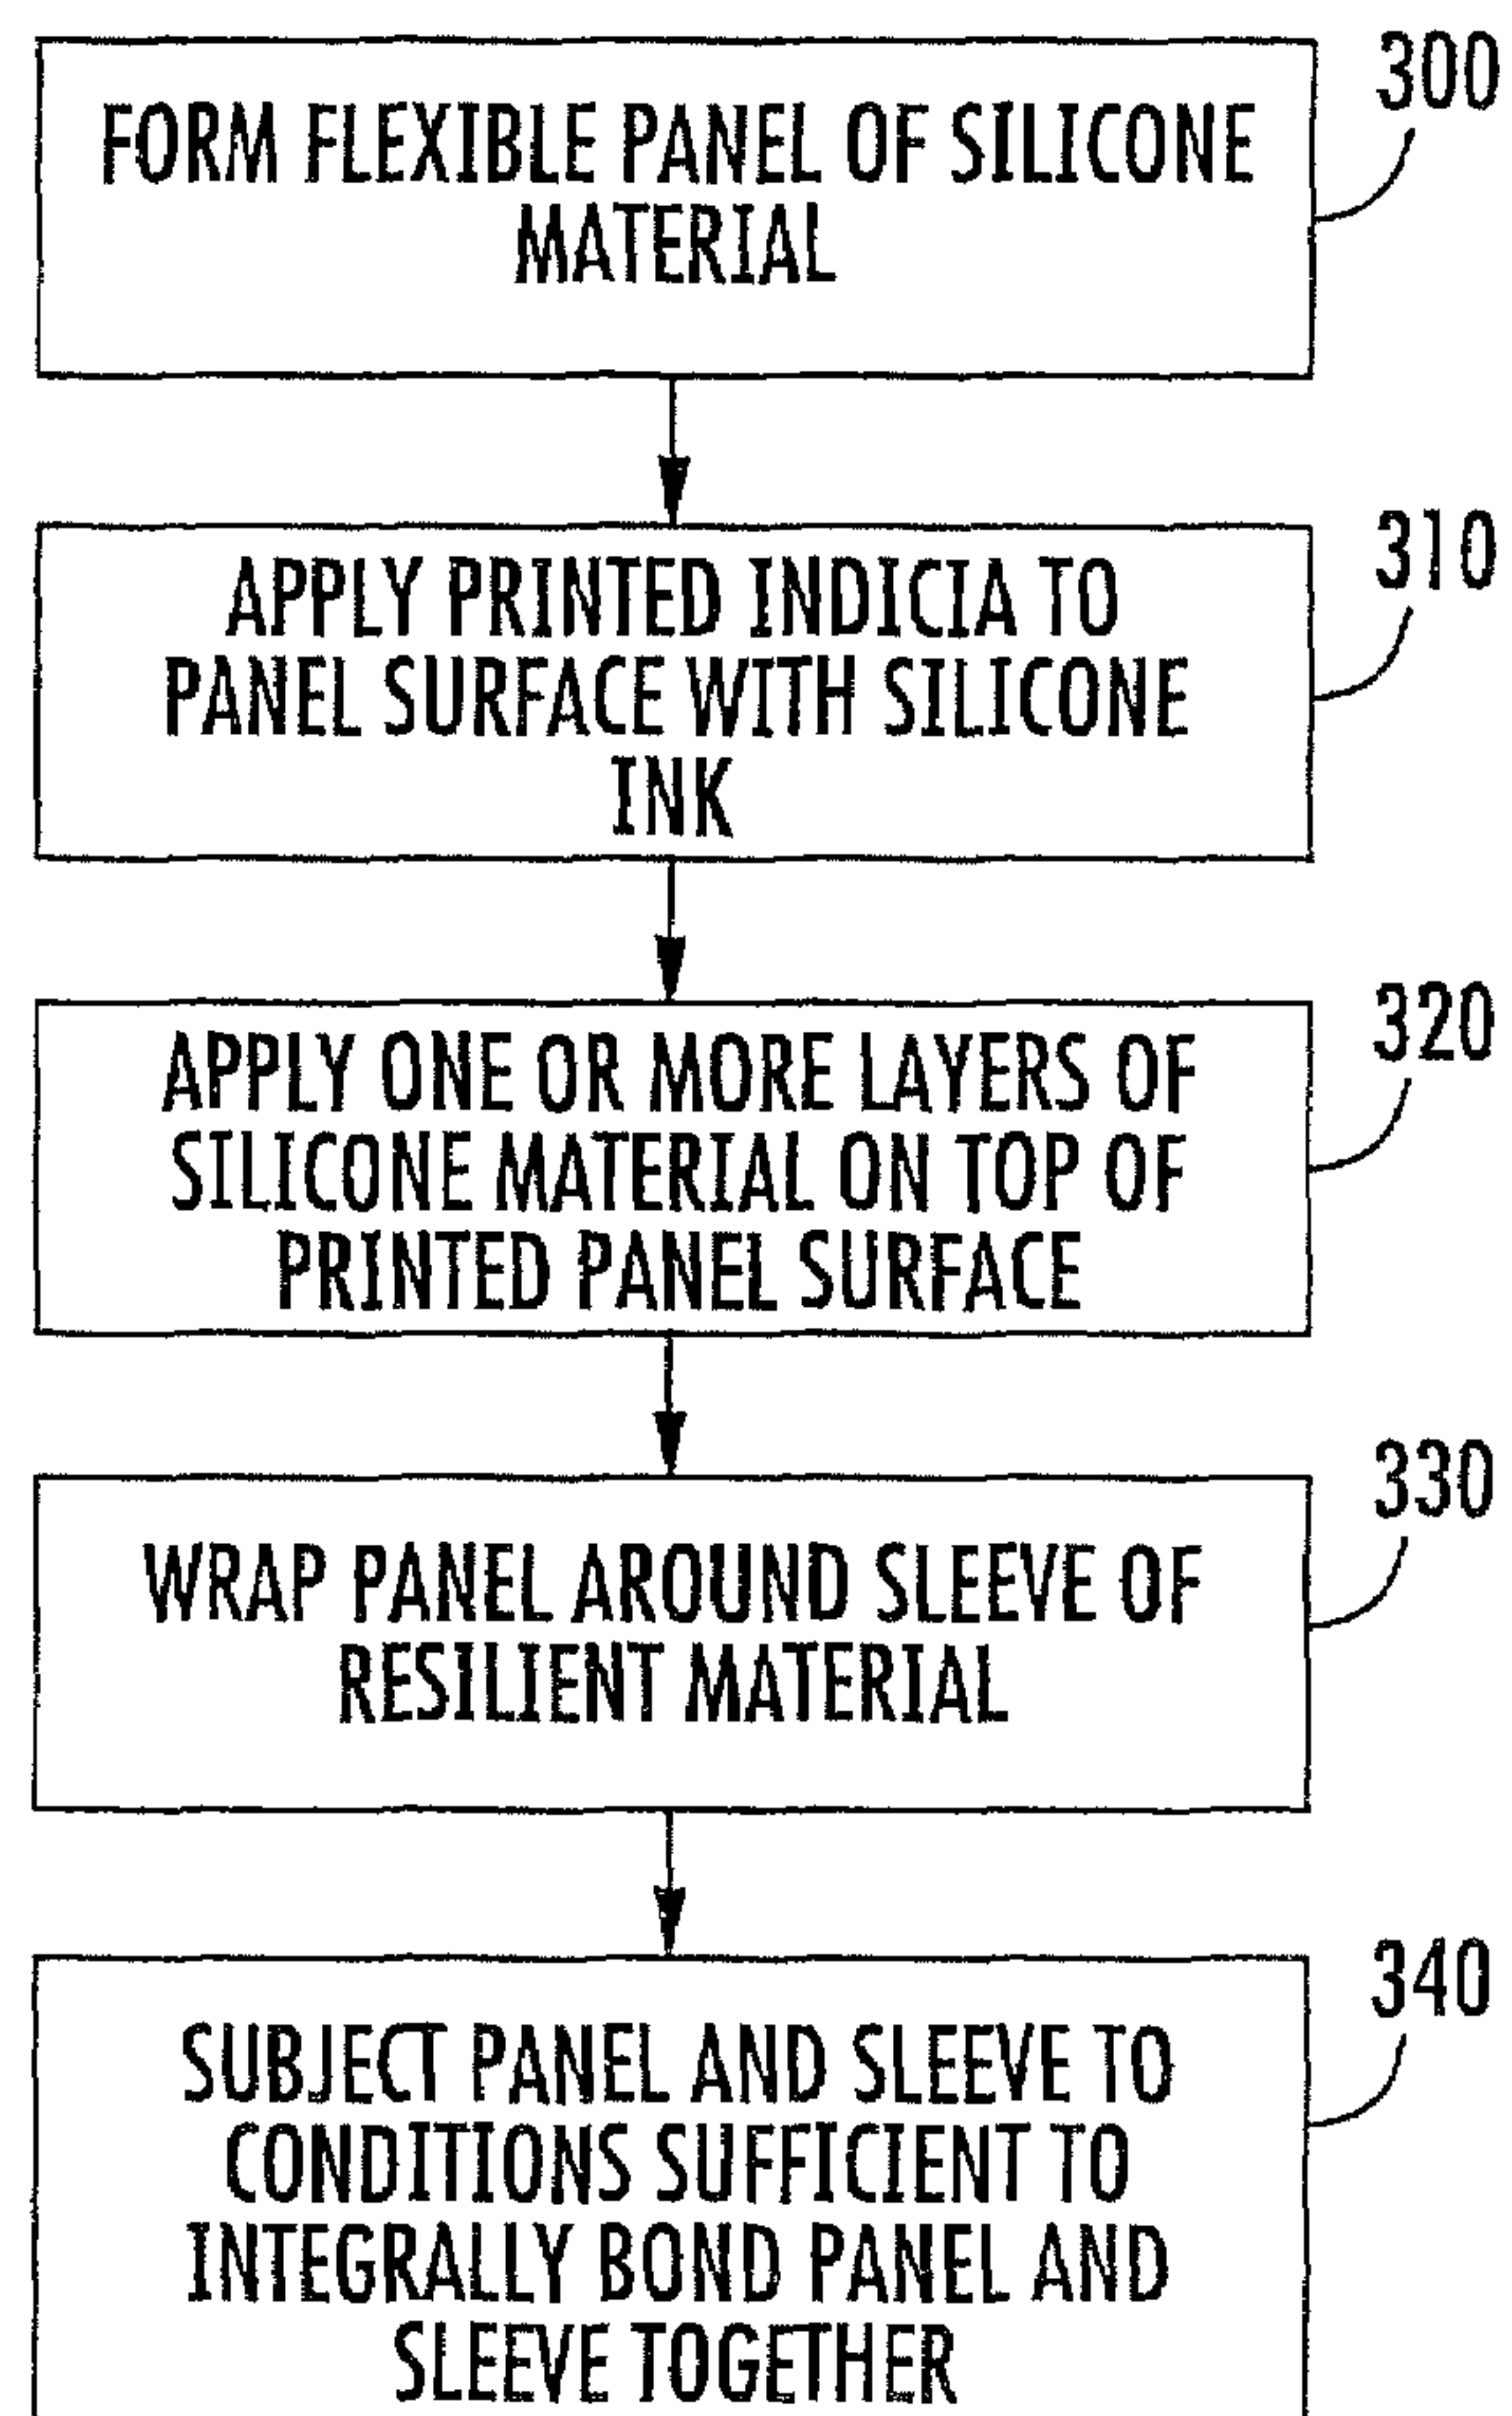 300
FORM FLEXIBLE PANEL OF SILICONE
MATERIAL
310
APPLY PRINTED INDICIA TO
PANEL SURFACE WITH SILICONE
INK
320
APPLY ONE OR MORE LAYERS OF
SILICONE MATERIAL ON TOP OF
PRINTED PANEL SURFACE
330
WRAP PANEL AROUND SLEEVE OF
RESILIENT MATERIAL
340
SUBJECT PANEL AND SLEEVE TO
CONDITIONS SUFFICIENT TO
INTEGRALLY BOND PANEL AND
SLEEVE TOGETHER